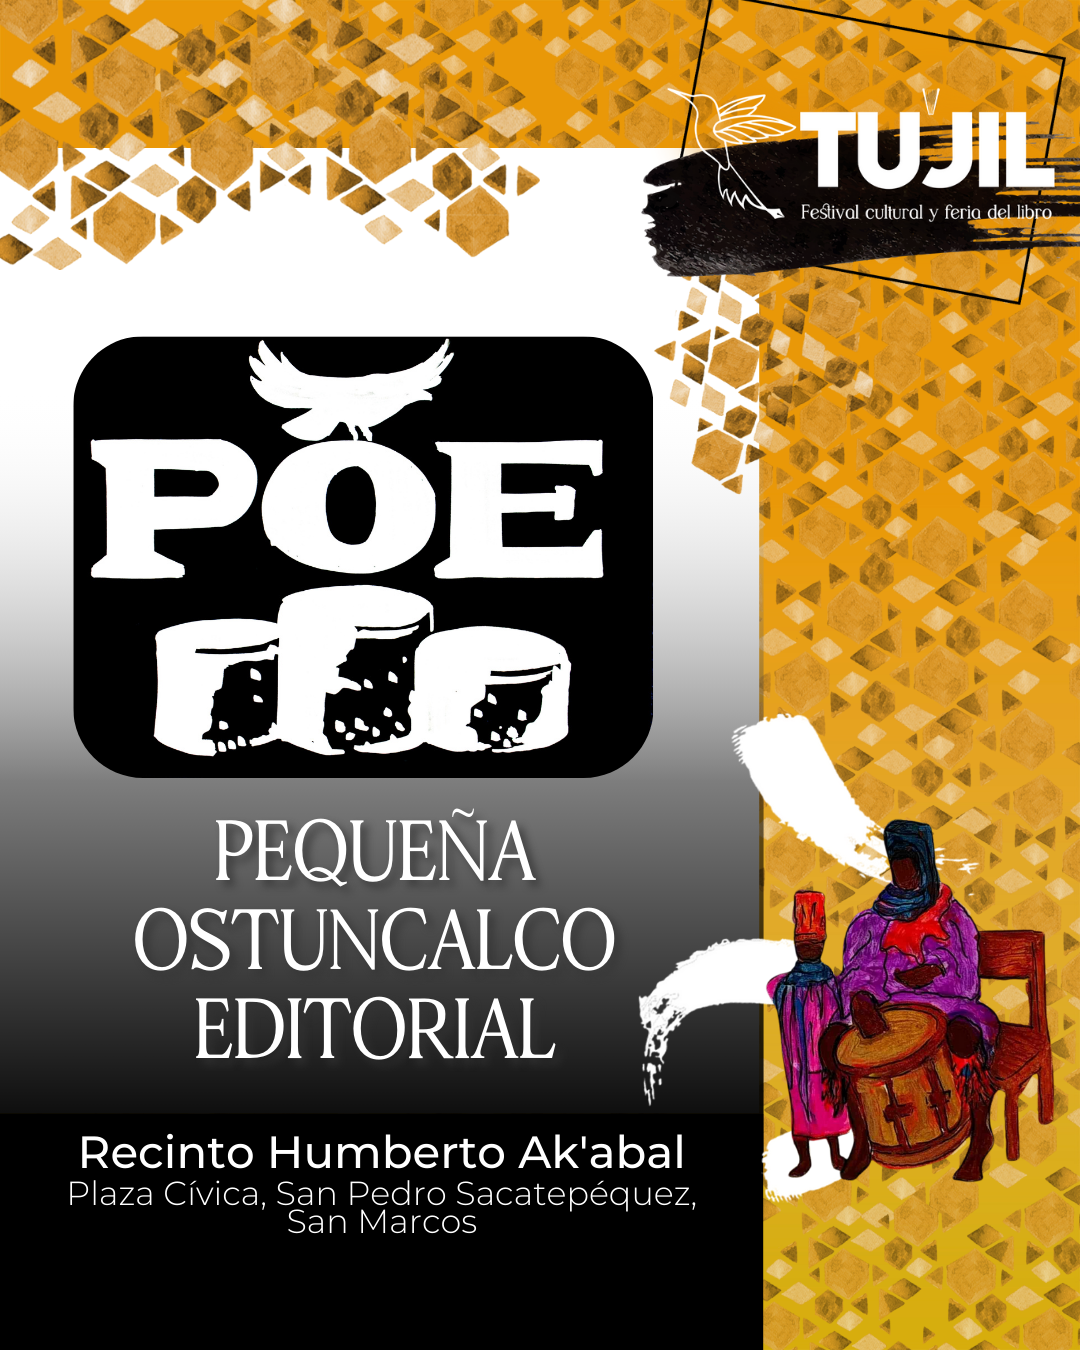 TUJIL
Festival cultural y feria del libro
POE
PEQUEÑA
OSTUNCALCO
EDITORIAL
Recinto Humberto Ak'abal
Plaza Cívica, San Pedro Sacatepéquez,
San Marcos